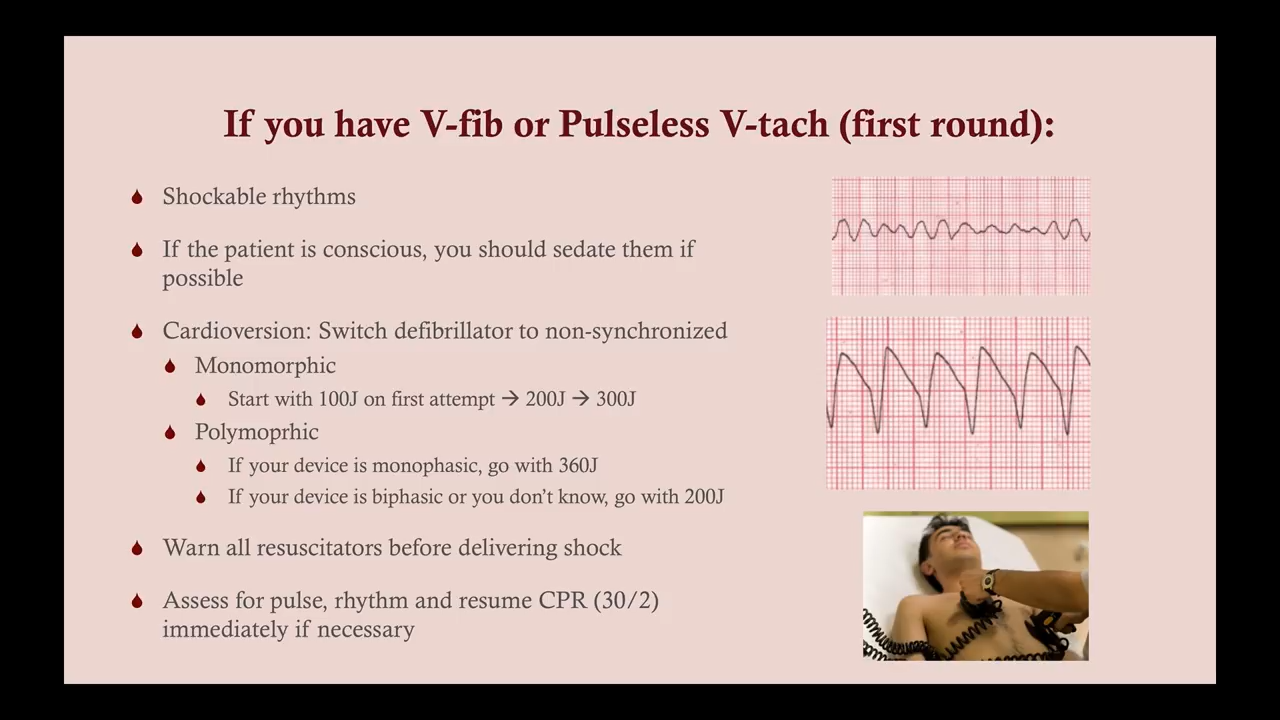 If you have V-fib or Pulseless V-tach (first round):
Shockable rhythms
If the patient is conscious, you should sedate them if
possible
Cardioversion: Switch defibrillator to non-synchronized
Monomorphic
Start with 100J on first attempt → 200J → 300J
Polymoprhic
If your device is monophasic, go with 360J
If your device is biphasic or you don't know, go with 200J
Warn all resuscitators before delivering shock
Assess for pulse, rhythm and resume CPR (30/2)
immediately if necessary